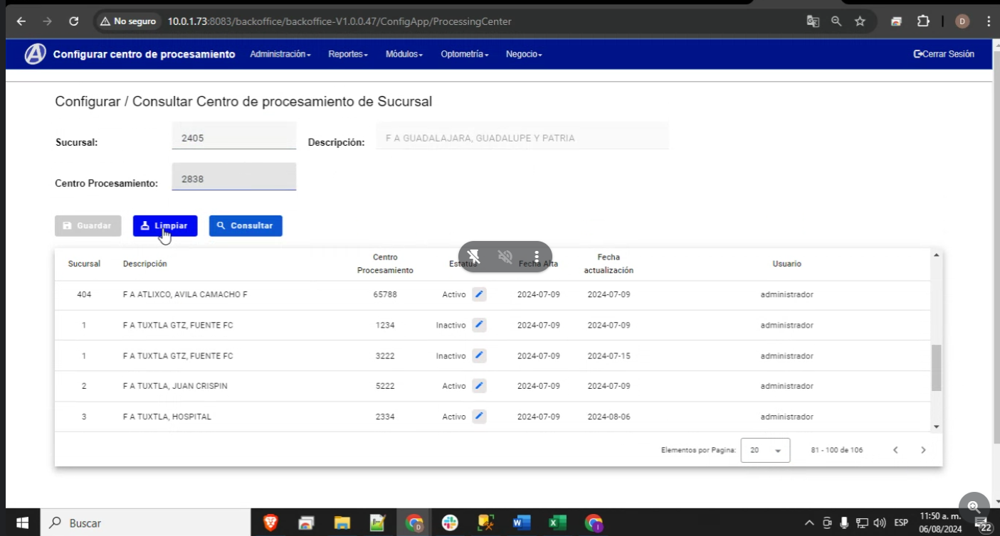 No seguro 10.0.1.73:8083/backoffice/backoffice-V1.0.0.47/ConfigApp/ProcessingCenter D
A Configurar centro de procesamiento Administración Reportes Módulos Optometría Negocio Cerrar Sesión
Configurar / Consultar Centro de procesamiento de Sucursal
Sucursal: 2405 Descripción: F A GUADALAJARA, GUADALUPE Y PATRIA
Centro Procesamiento: 2838
Guardar Limpiar Consultar
Sucursal Descripción Centro Procesamiento Estatus Fecha Alta Fecha actualización Usuario
404 F A ATLIXCO, AVILA CAMACHO F 65788 Activo 2024-07-09 2024-07-09 administrador
1 F A TUXTLA GTZ, FUENTE FC 1234 Inactivo 2024-07-09 2024-07-09 administrador
1 F A TUXTLA GTZ, FUENTE FC 3222 Inactivo 2024-07-09 2024-07-15 administrador
2 F A TUXTLA, JUAN CRISPIN 5222 Activo 2024-07-09 2024-07-09 administrador
3 F A TUXTLA, HOSPITAL 2334 Activo 2024-07-09 2024-08-06 administrador
Elementos por Pagina: 20 81 - 100 de 106
Buscar ESP 11:50 a. m.
06/08/2024 22